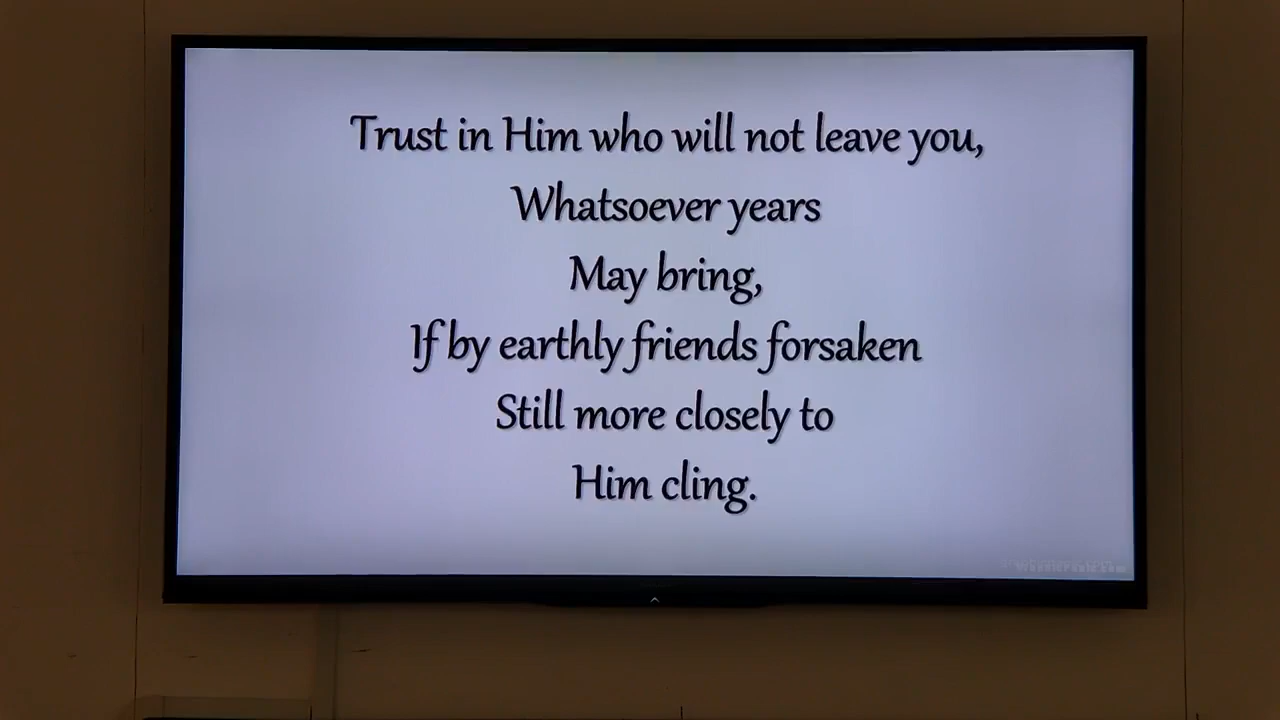 Trust in Him who will not leave you,
Whatsoever years
May bring,
If by earthly friends forsaken
Still more closely to
Him cling.